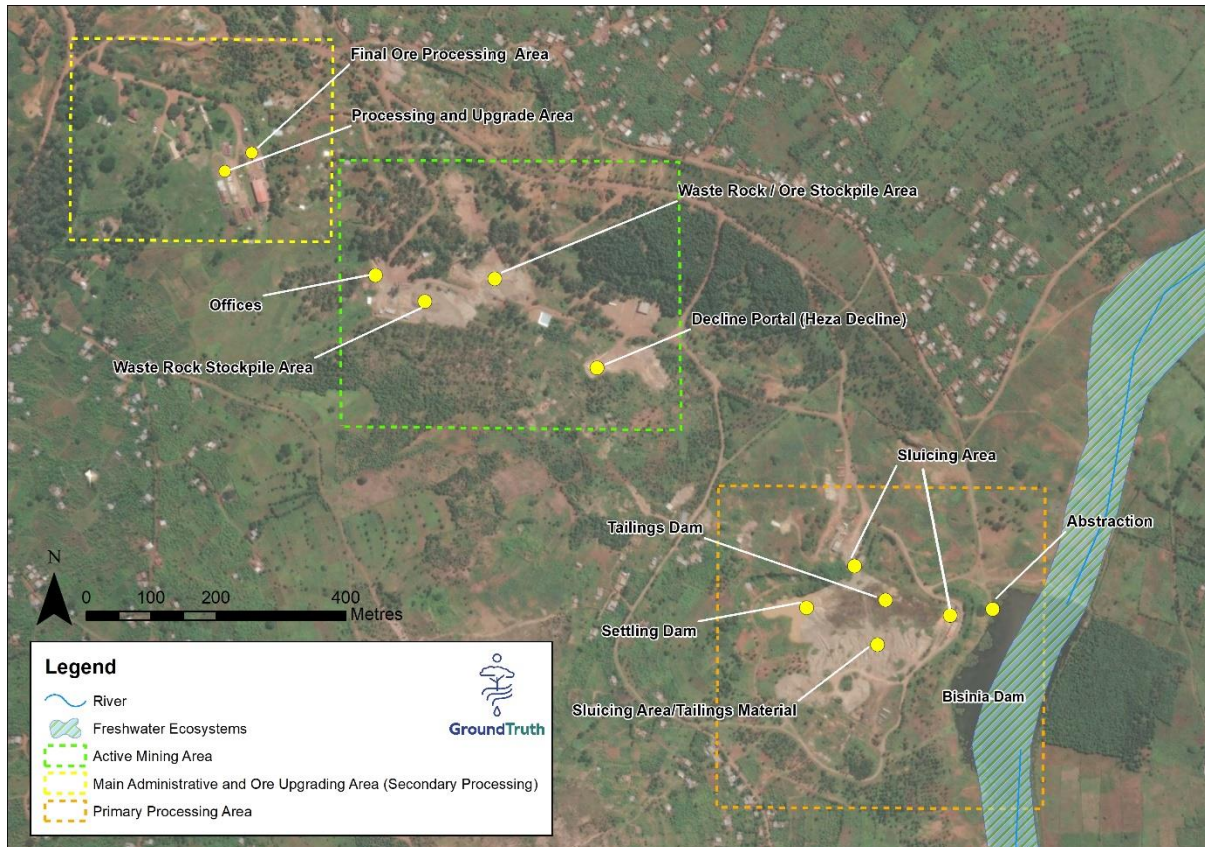 Final Ore Processing Area
Processing and Upgrade Area
Waste Rock / Ore Stockpile Area
Offices
Decline Portal (Heza Decline)
Waste Rock Stockpile Area
Sluicing Area
Tailings Dam
Abstraction
Settling Dam
Bisinia Dam
Sluicing Area/Tailings Material
N
0 100 200 400
Metres
Legend
River
Freshwater Ecosystems
Active Mining Area
Main Administrative and Ore Upgrading Area (Secondary Processing)
Primary Processing Area
GroundTruth